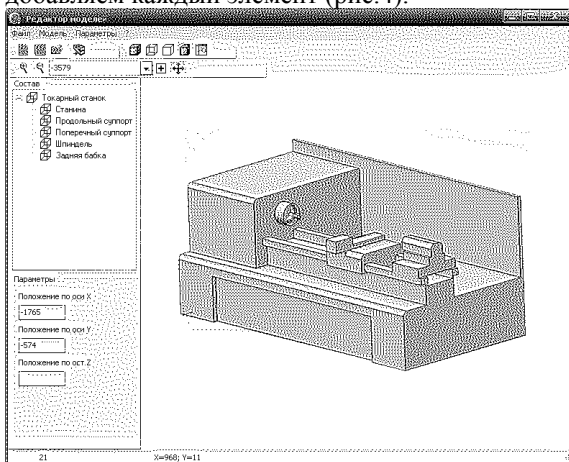 добавляем каждый элемент (рис.4).
Редактор моделей
Файл Модель Параметры ?
-3579
Состав
Токарный станок
Станина
Продольный суппорт
Поперечный суппорт
Шпиндель
Задняя бабка
Параметры
Положение по оси X
-1765
Положение по оси Y
-574
Положение по ост Z
21 X=968; Y=11